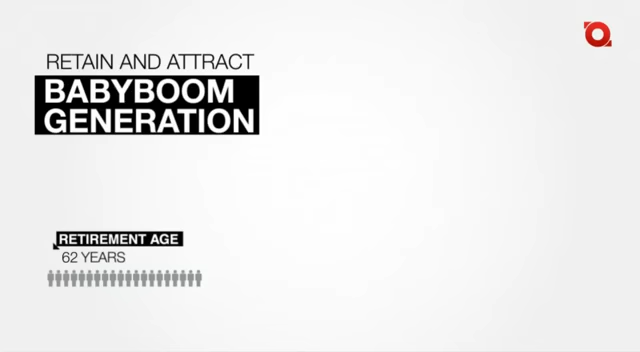 RETAIN AND ATTRACT
BABYBOOM
GENERATION
RETIREMENT AGE
62 YEARS